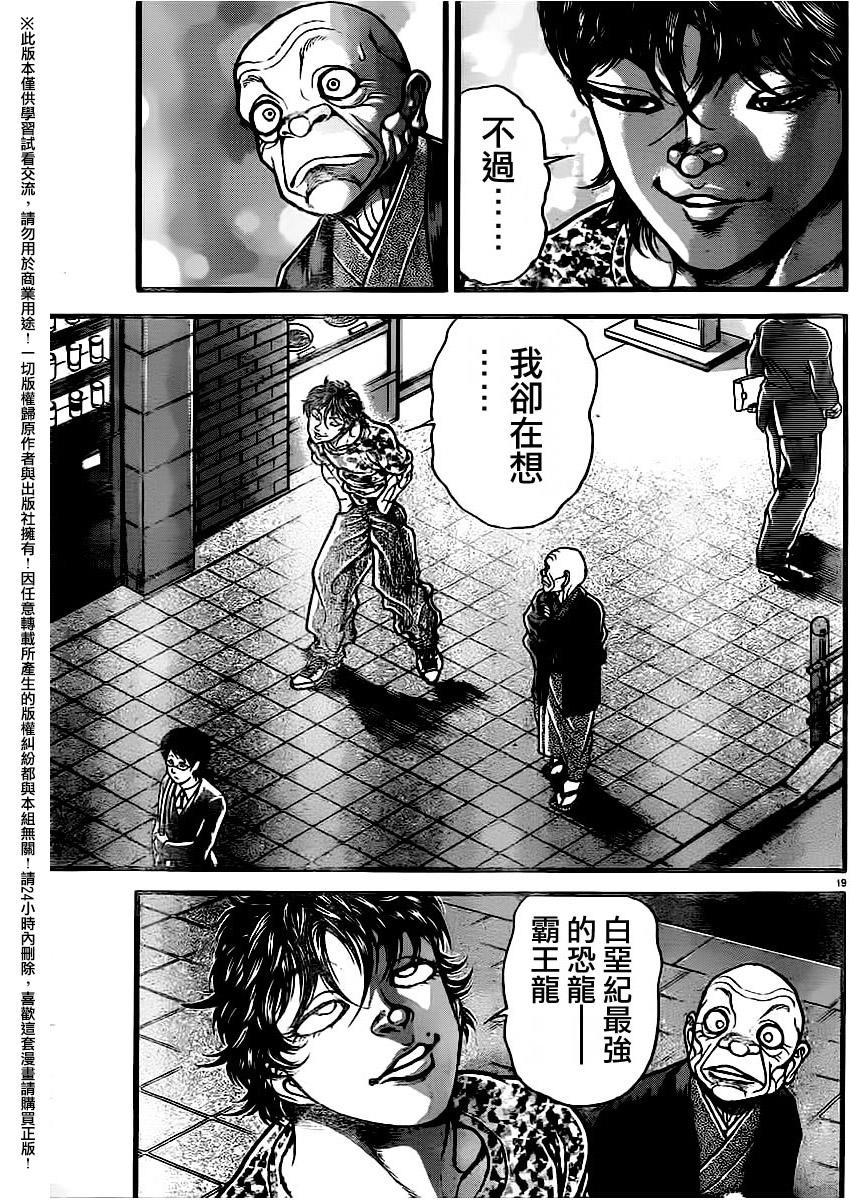 不過……
我卻在想
……
白堊紀最強
的恐龍——
霸王龍
19
※此版本僅供學習試看交流，請勿用於商業用途！一切版權歸原作者與出版社擁有！因任意轉載所產生的版權糾紛都與本組無關！請24小時內刪除，喜歡這套漫畫請購買正版！